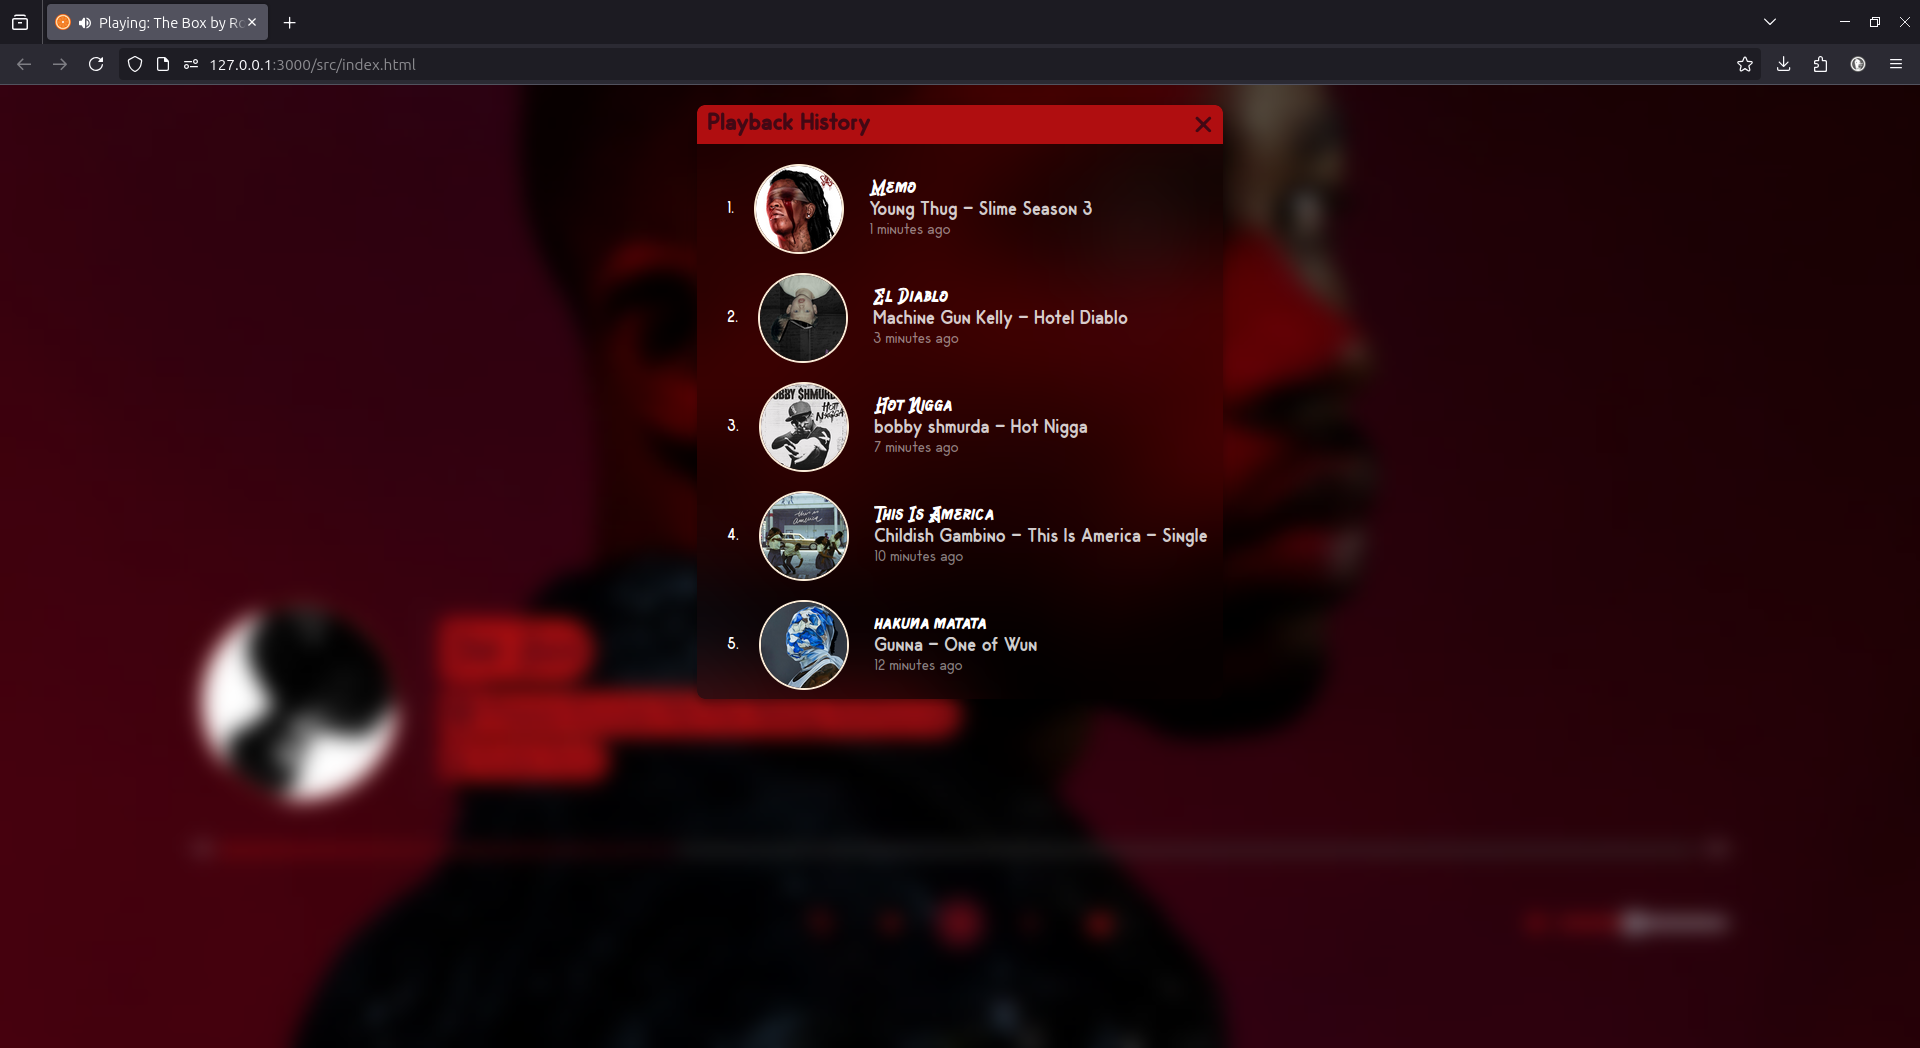 Playing: The Box by Ro
127.0.0.1:3000/src/index.html
Playback History
1.
Memo
Young Thug – Slime Season 3
1 minutes ago
2.
El Diablo
Machine Gun Kelly – Hotel Diablo
3 minutes ago
3.
Hot Nigga
bobby shmurda – Hot Nigga
7 minutes ago
4.
This Is America
Childish Gambino – This Is America – Single
10 minutes ago
5.
hakuna matata
Gunna – One of Wun
12 minutes ago